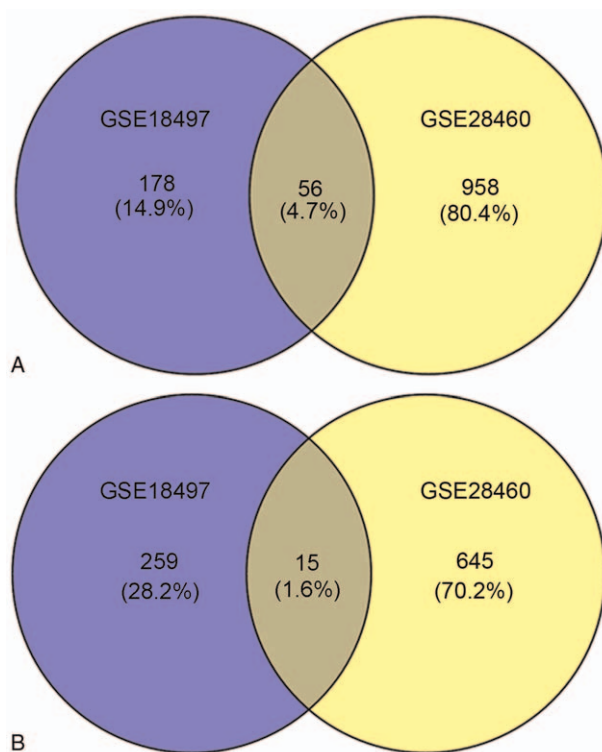 GSE18497
GSE28460
178
(14.9%)
56
(4.7%)
958
(80.4%)
A
GSE18497
GSE28460
259
(28.2%)
15
(1.6%)
645
(70.2%)
B